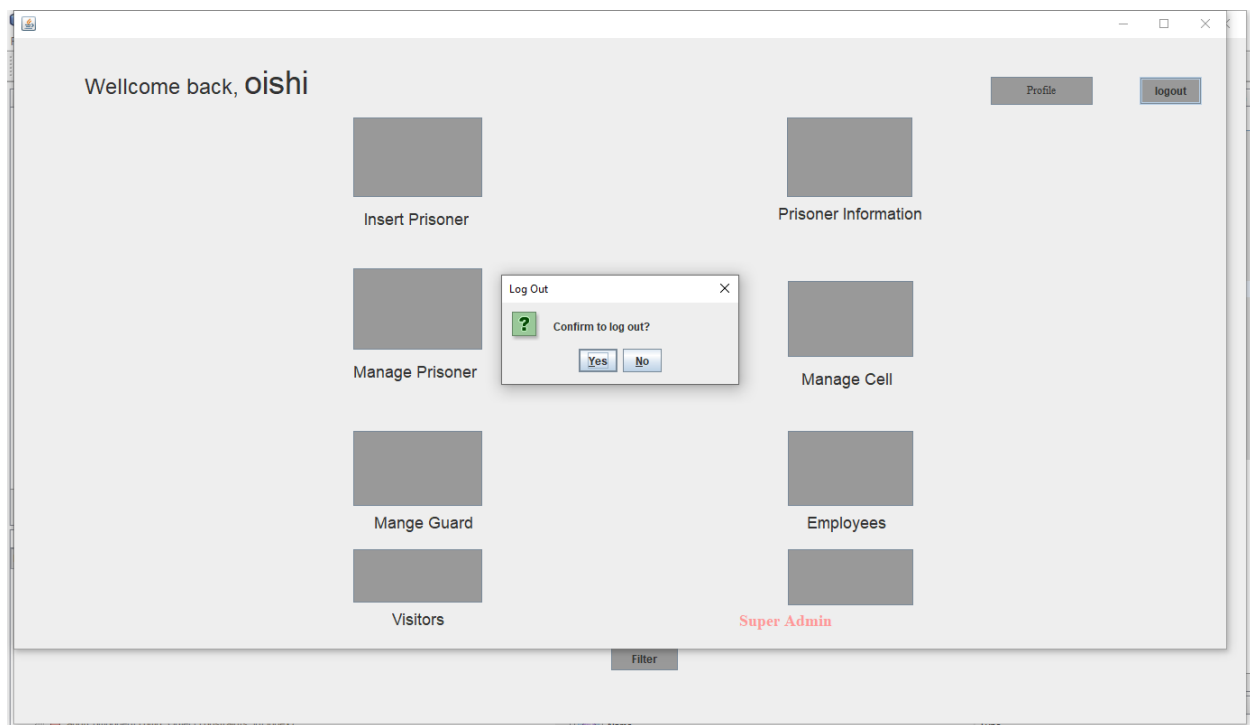 Wellcome back, oishi
Profile
logout
Insert Prisoner
Prisoner Information
Log Out
Confirm to log out?
Yes
No
Manage Prisoner
Manage Cell
Mange Guard
Employees
Visitors
Super Admin
Filter